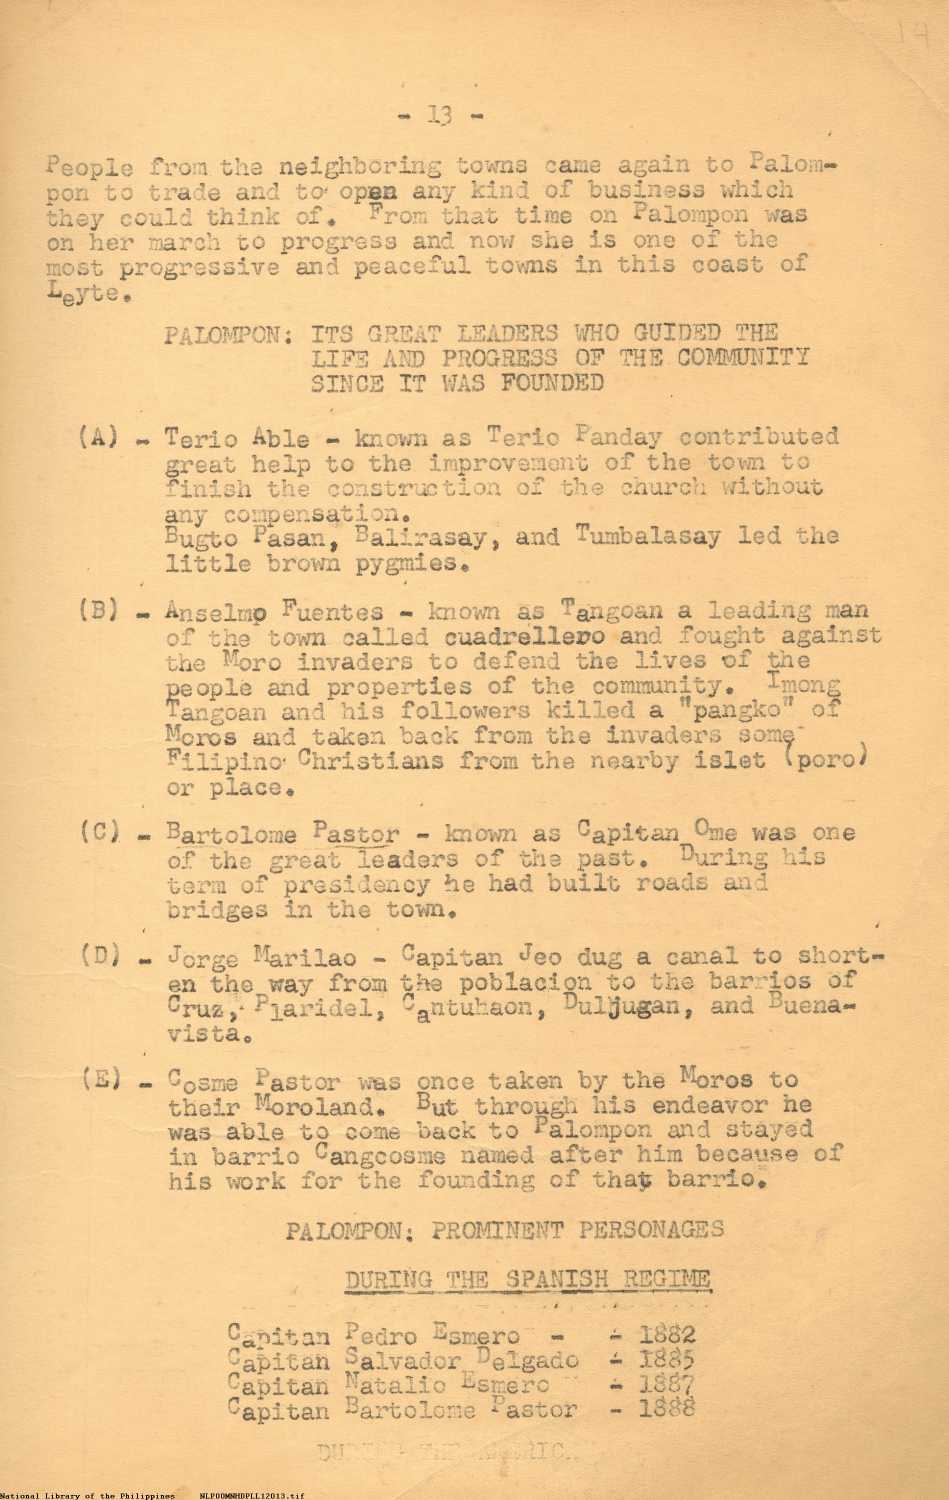 14
- 13 -
People from the neighboring towns came again to Palom-
pon to trade and to open any kind of business which
they could think of. From that time on Palompon was
on her march to progress and now she is one of the
most progressive and peaceful towns in this coast of
Leyte.
PALOMPON: ITS GREAT LEADERS WHO GUIDED THE
LIFE AND PROGRESS OF THE COMMUNITY
SINCE IT WAS FOUNDED
(A) - Terio Able - known as Terio Panday contributed
great help to the improvement of the town to
finish the construction of the church without
any compensation.
Bugto Pasan, Balirasay, and Tumbalasay led the
little brown pygmies.
(B) - Anselmo Fuentes - known as Tangoan a leading man
of the town called cuadrellero and fought against
the Moro invaders to defend the lives of the
people and properties of the community. Imong
Tangoan and his followers killed a "pangko" of
Moros and taken back from the invaders some
Filipino Christians from the nearby islet (poro)
or place.
(C) - Bartolome Pastor - known as Capitan Ome was one
of the great leaders of the past. During his
term of presidency he had built roads and
bridges in the town.
(D) - Jorge Marilao - Capitan Jeo dug a canal to short-
en the way from the poblacion to the barrios of
Cruz, Plaridel, Cantuhaon, Duljugan, and Buena-
vista.
(E) - Cosme Pastor was once taken by the Moros to
their Moroland. But through his endeavor he
was able to come back to Palompon and stayed
in barrio Cangcosme named after him because of
his work for the founding of that barrio.
PALOMPON: PROMINENT PERSONAGES
DURING THE SPANISH REGIME
Capitan Pedro Esmero - - 1882
Capitan Salvador Delgado - 1885
Capitan Natalio Esmero - 1887
Capitan Bartolome Pastor - 1888
DURING THE
National Library of the Philippines NLPOOMNHDPLL12013.tif